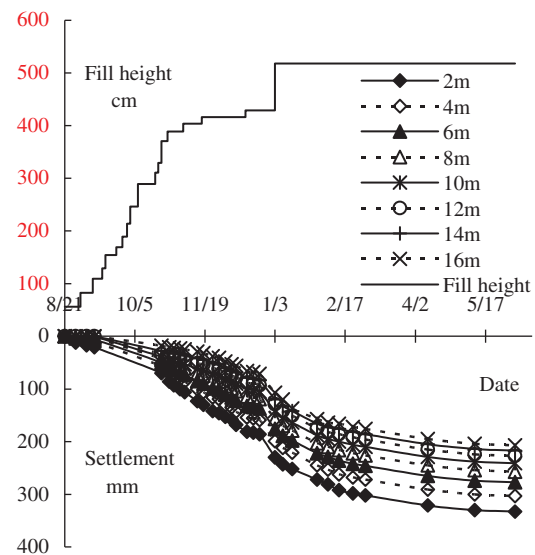 600
500
400
300
200
100
Fill height
cm
2m
4m
6m
8m
10m
12m
14m
16m
Fill height
8/21 10/5 11/19 1/3 2/17 4/2 5/17
0
100
200
300
400
Date
Settlement
mm